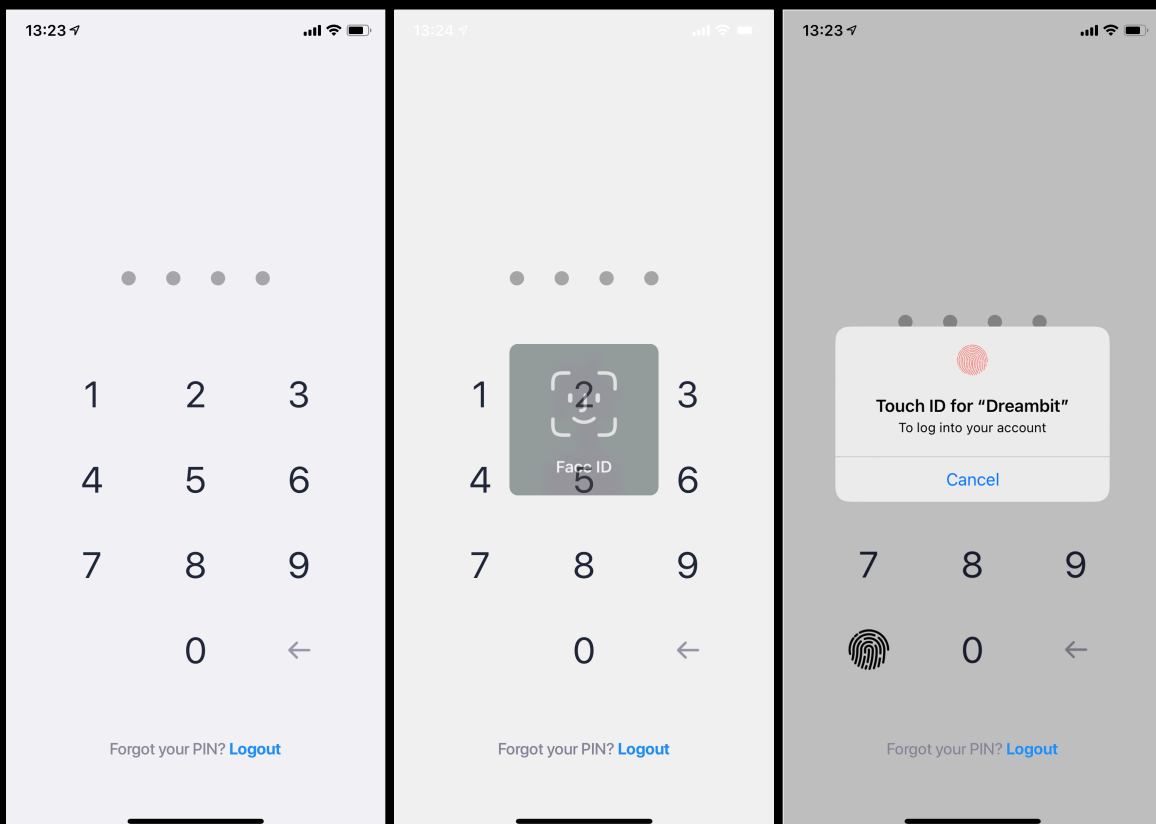 13:23
1 2 3
4 5 6
7 8 9
0
Forgot your PIN? Logout
13:24
1 2 3
Face ID
4 5 6
7 8 9
0
Forgot your PIN? Logout
13:23
Touch ID for “Dreambit”
To log into your account
Cancel
7 8 9
0
Forgot your PIN? Logout